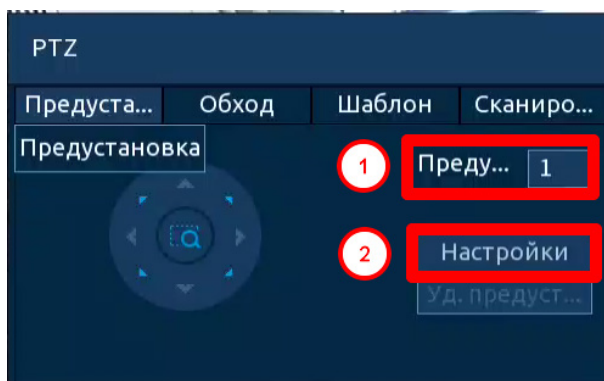 PTZ
Предуста... Обход Шаблон Сканиро...
Предустановка
1 Преду... 1
2 Настройки
Уд. предуст...